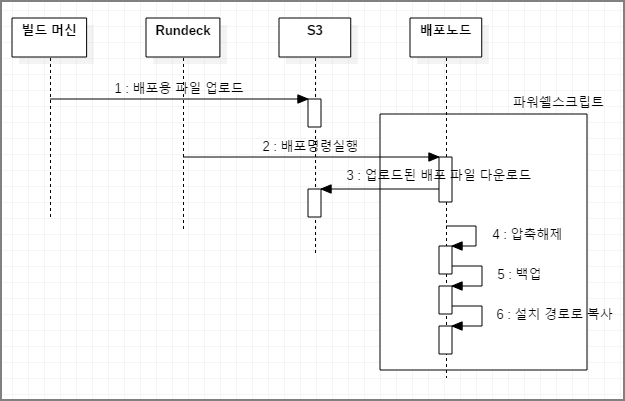 빌드 머신
Rundeck
S3
배포노드
1 : 배포용 파일 업로드
파워쉘스크립트
2 : 배포명령실행
3 : 업로드된 배포 파일 다운로드
4 : 압축해제
5 : 백업
6 : 설치 경로로 복사